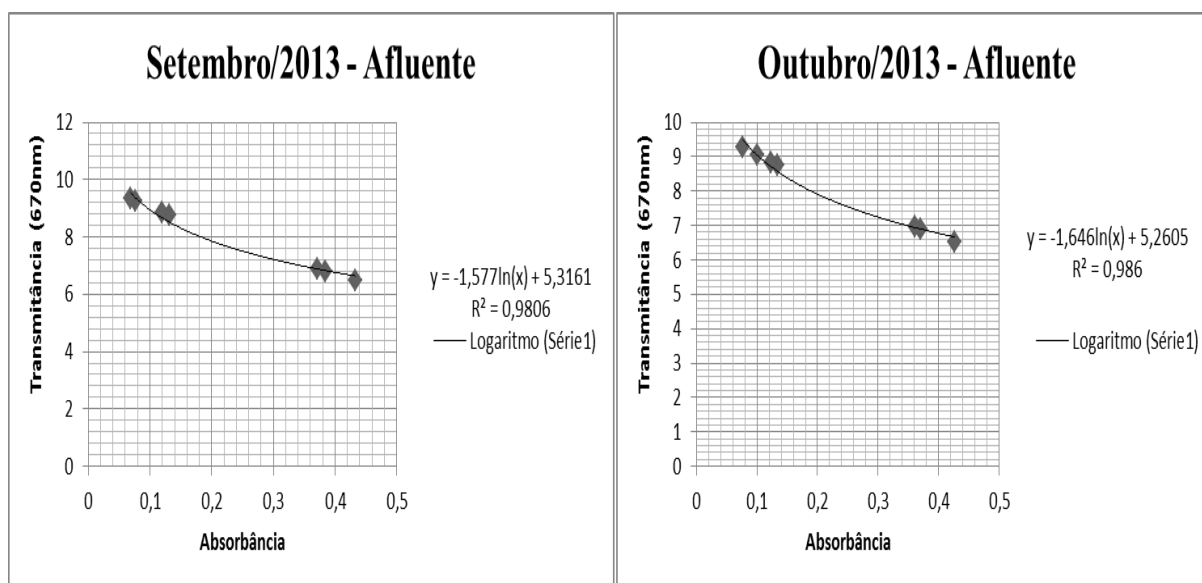 Setembro/2013 - Afluente
Transmitância (670nm)
12
10
8
6
4
2
0
0 0,1 0,2 0,3 0,4 0,5
Absorbância
y = -1,577ln(x) + 5,3161
R² = 0,9806
Logaritmo (Série1)
Outubro/2013 - Afluente
Transmitância (670nm)
10
9
8
7
6
5
4
3
2
1
0
0 0,1 0,2 0,3 0,4 0,5
Absorbância
y = -1,646ln(x) + 5,2605
R² = 0,986
Logaritmo (Série1)